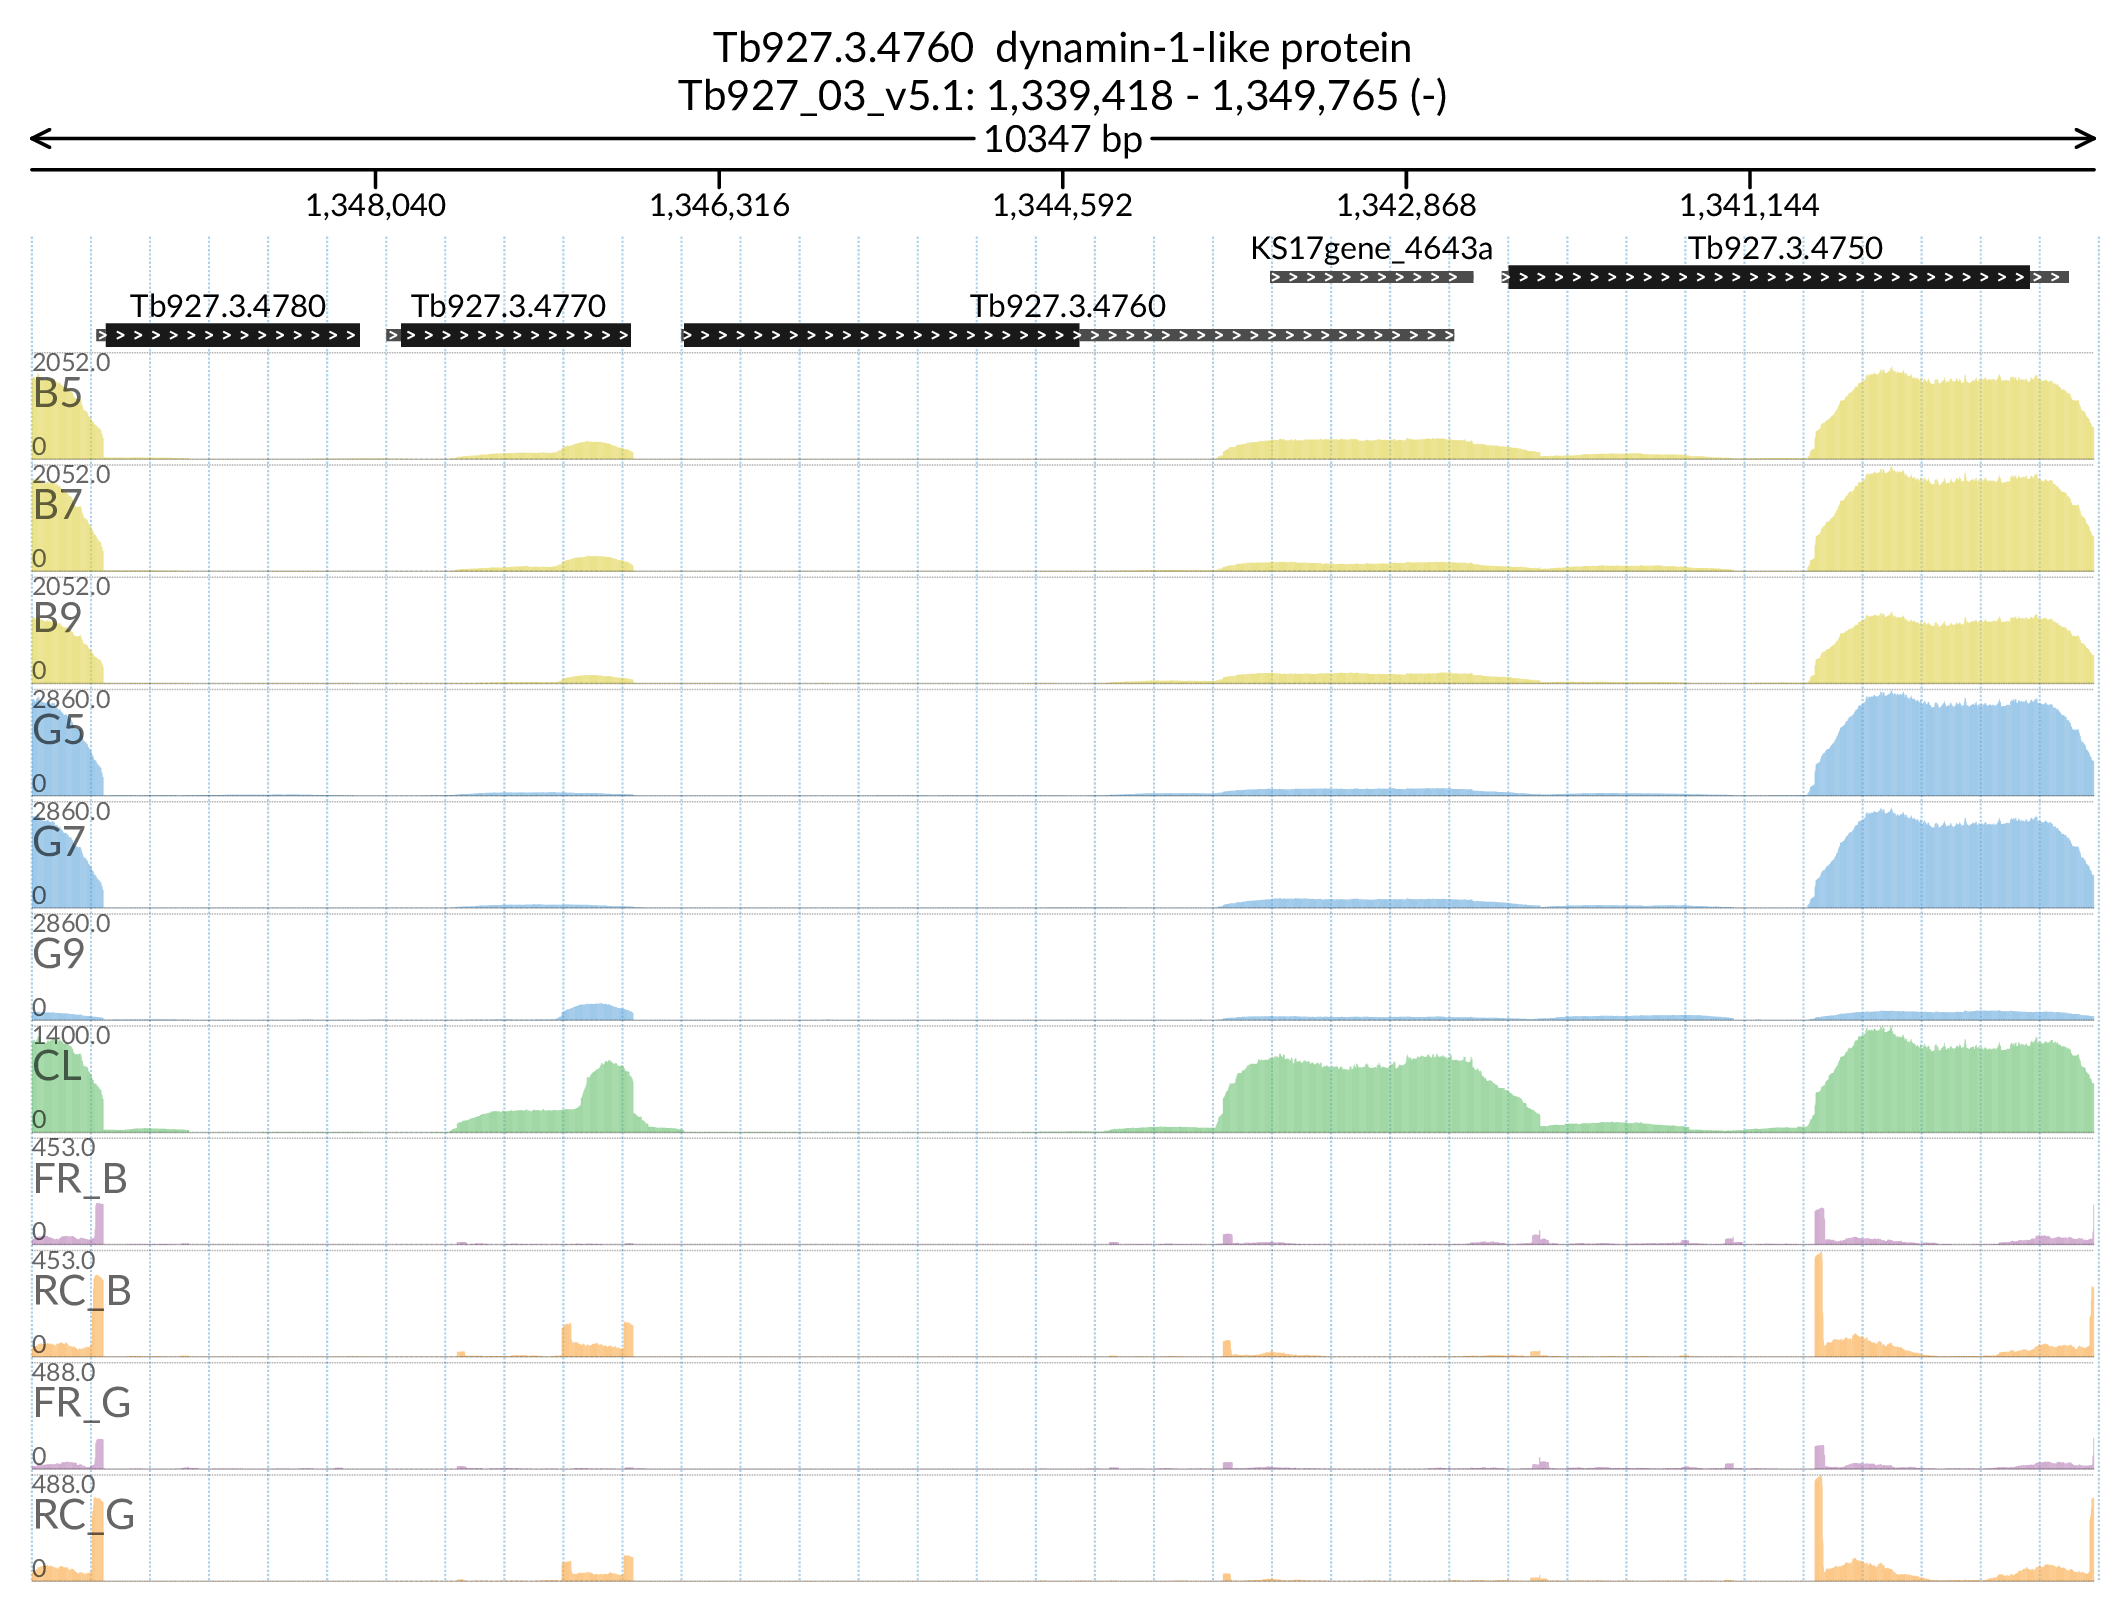 Tb927.3.4760  dynamin-1-like protein
Tb927_03_v5.1: 1,339,418 - 1,349,765 (-)
10347 bp
1,348,040 1,346,316 1,344,592 1,342,868 1,341,144
KS17gene_4643a Tb927.3.4750
Tb927.3.4780 Tb927.3.4770 Tb927.3.4760
2052.0
B5
0
2052.0
B7
0
2052.0
B9
0
2860.0
G5
0
2860.0
G7
0
2860.0
G9
0
1400.0
CL
0
453.0
FR_B
0
453.0
RC_B
0
488.0
FR_G
0
488.0
RC_G
0